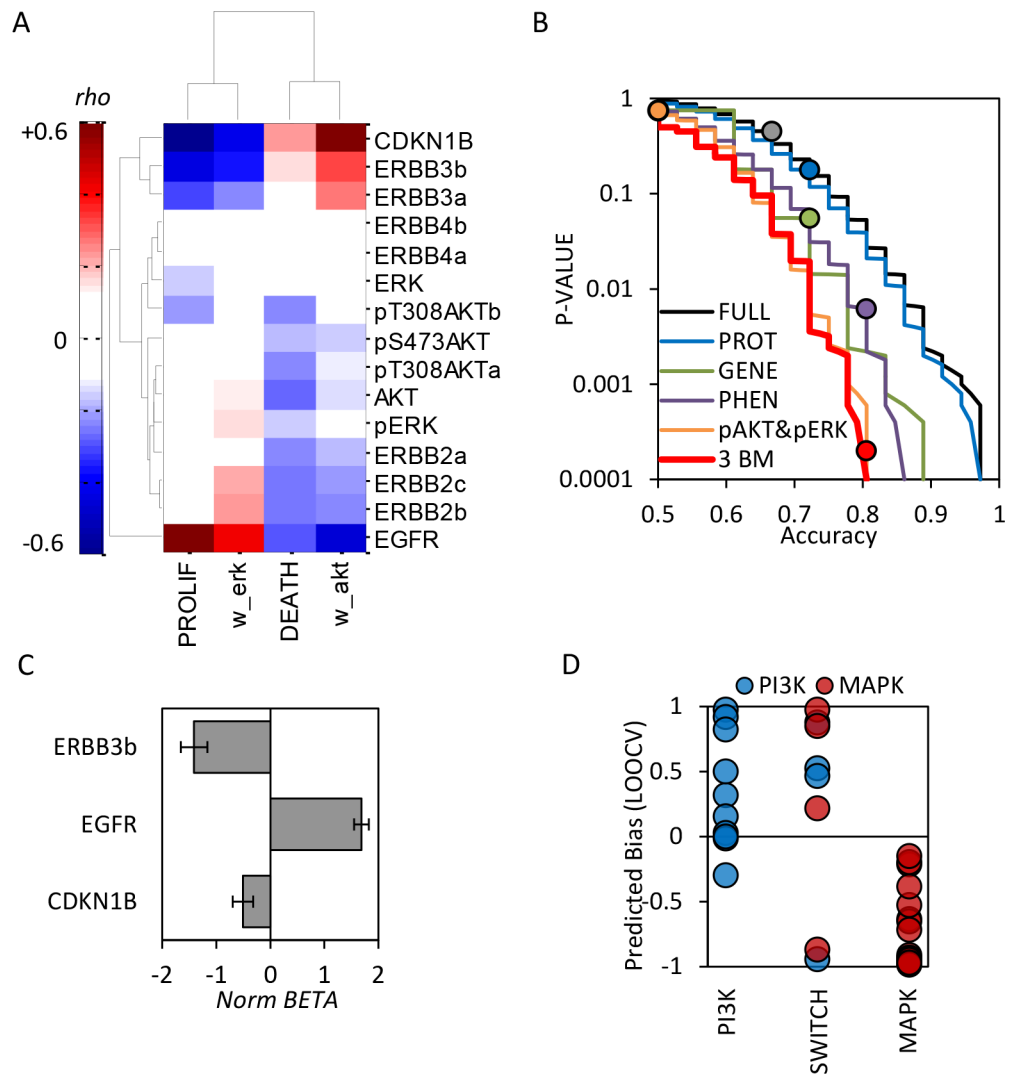 A
rho
+0.6
0
-0.6
CDKN1B
ERBB3b
ERBB3a
ERBB4b
ERBB4a
ERK
pT308AKTb
pS473AKT
pT308AKTa
AKT
pERK
ERBB2a
ERBB2c
ERBB2b
EGFR
PROLIF
w_erk
DEATH
w_akt
B
P-VALUE
1
0.1
0.01
0.001
0.0001
FULL
PROT
GENE
PHEN
pAKT&pERK
3 BM
0.5 0.6 0.7 0.8 0.9 1
Accuracy
C
ERBB3b
EGFR
CDKN1B
-2 -1 0 1 2
Norm BETA
D
PI3K MAPK
Predicted Bias (LOOCV)
1
0.5
0
-0.5
-1
PI3K
SWITCH
MAPK